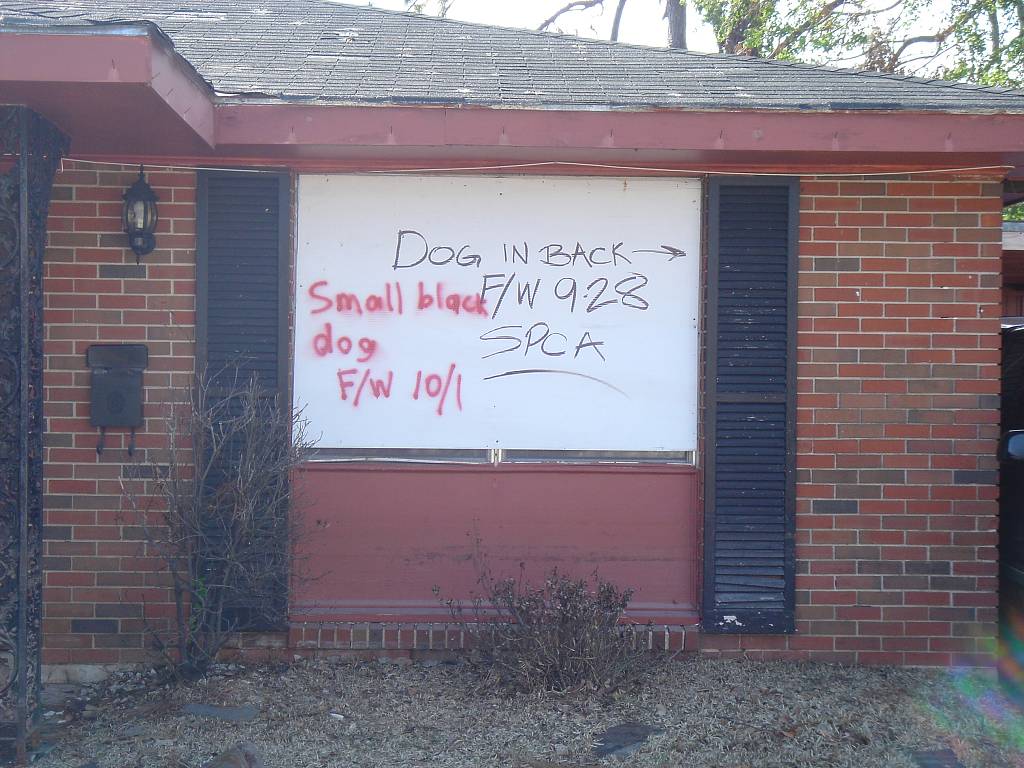 DOG IN BACK →
F/W 9·28
SPCA
Small black
dog
F/W 10/1